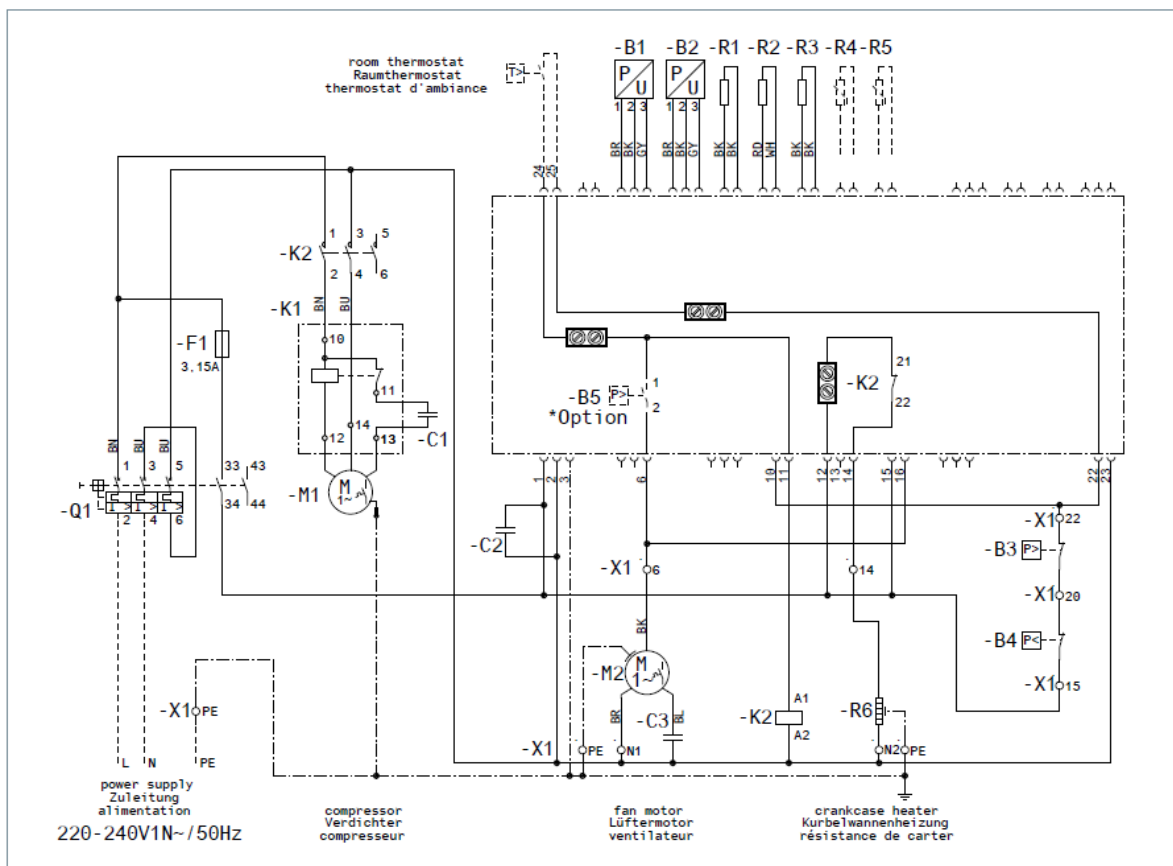 -B1 -B2 -R1 -R2 -R3 -R4 -R5
room thermostat
Raumthermostat
thermostat d'ambiance
T>
P U P U
1 2 3 1 2 3
BR BK GY BR BK GY BK BK RD WH BK BK
24 25
1 3 5
-K2
2 4 6
BN BU
-K1
-F1
3.15A
10
11
12 14 13
-C1
-M1
M
1~
21
-K2
22
1
-B5 P>
*Option
2
BN BU BU
1 3 5 33 43
-Q1
I> I> I>
2 4 6 34 44
1 2 3 6 10 11 12 13 14 15 16 22 23
-C2
-X1 6
14
-X1 22
-B3 P>
-X1 20
-B4 P<
-X1 15
BK
-M2
M
1~
BR
-C3
BL
-K2
A1
A2
-R6
-X1 PE
-X1
PE N1 N2 PE
L N PE
power supply
Zuleitung
alimentation
220-240V1N~/50Hz
compressor
Verdichter
compresseur
fan motor
Lüftermotor
ventilateur
crankcase heater
Kurbelwannenheizung
résistance de carter